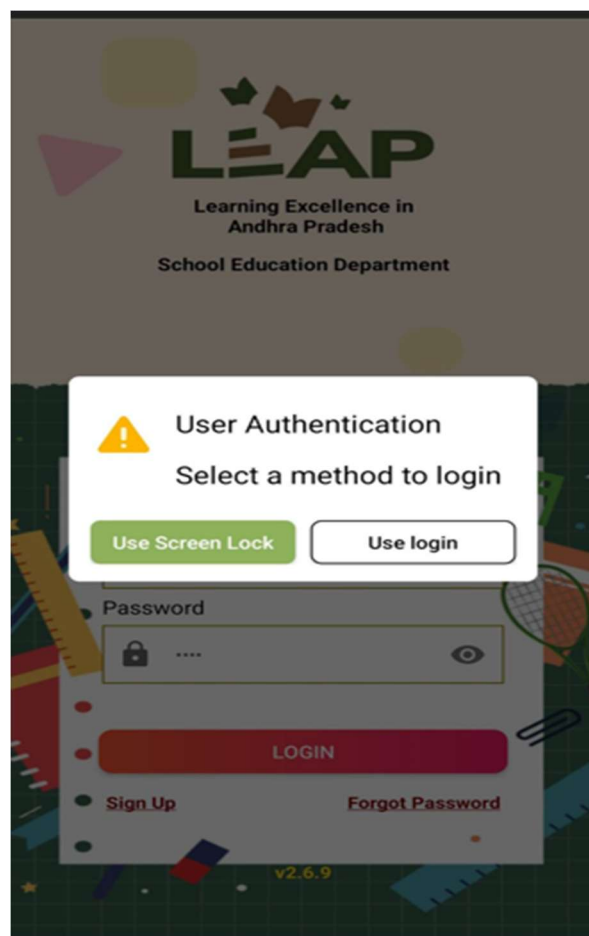 LEAP
Learning Excellence in
Andhra Pradesh
School Education Department
User Authentication
Select a method to login
Use Screen Lock
Use login
Password
....
LOGIN
Sign Up
Forgot Password
v2.6.9